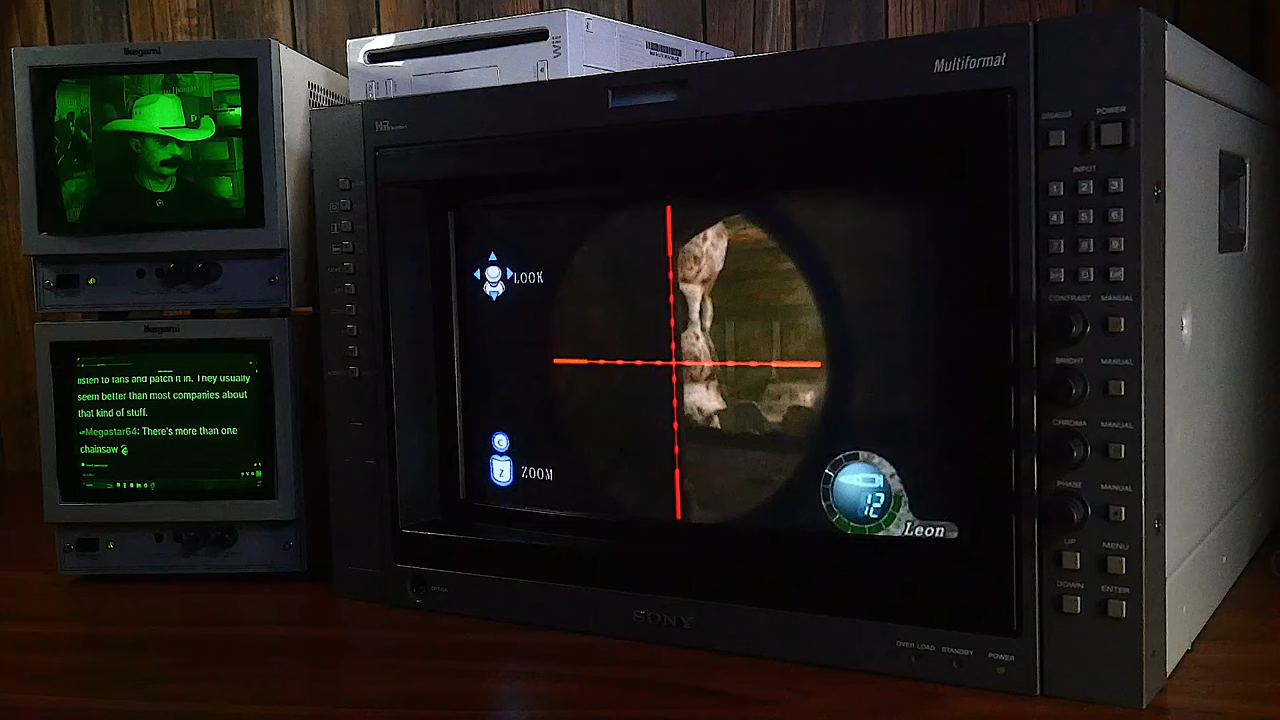 Ikegami
Wii
Multiformat
HR
POWER
INPUT
1 2 3
4 5 6
7 8 9
0
CONTRAST MANUAL
BRIGHT MANUAL
CHROMA MANUAL
PHASE MANUAL
UP MENU
DOWN ENTER
LOOK
C
Z ZOOM
12
Leon
Ikegami
listen to fans and patch it in. They usually
seem better than most companies about
that kind of stuff.
Megastar64: There's more than one
chainsaw
SONY
OVER LOAD STANDBY POWER